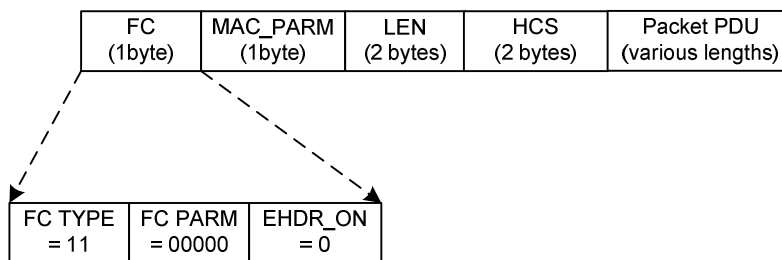 FC
(1byte)
MAC_PARM
(1byte)
LEN
(2 bytes)
HCS
(2 bytes)
Packet PDU
(various lengths)
FC TYPE
= 11
FC PARM
=00000
EHDR_ON
= 0